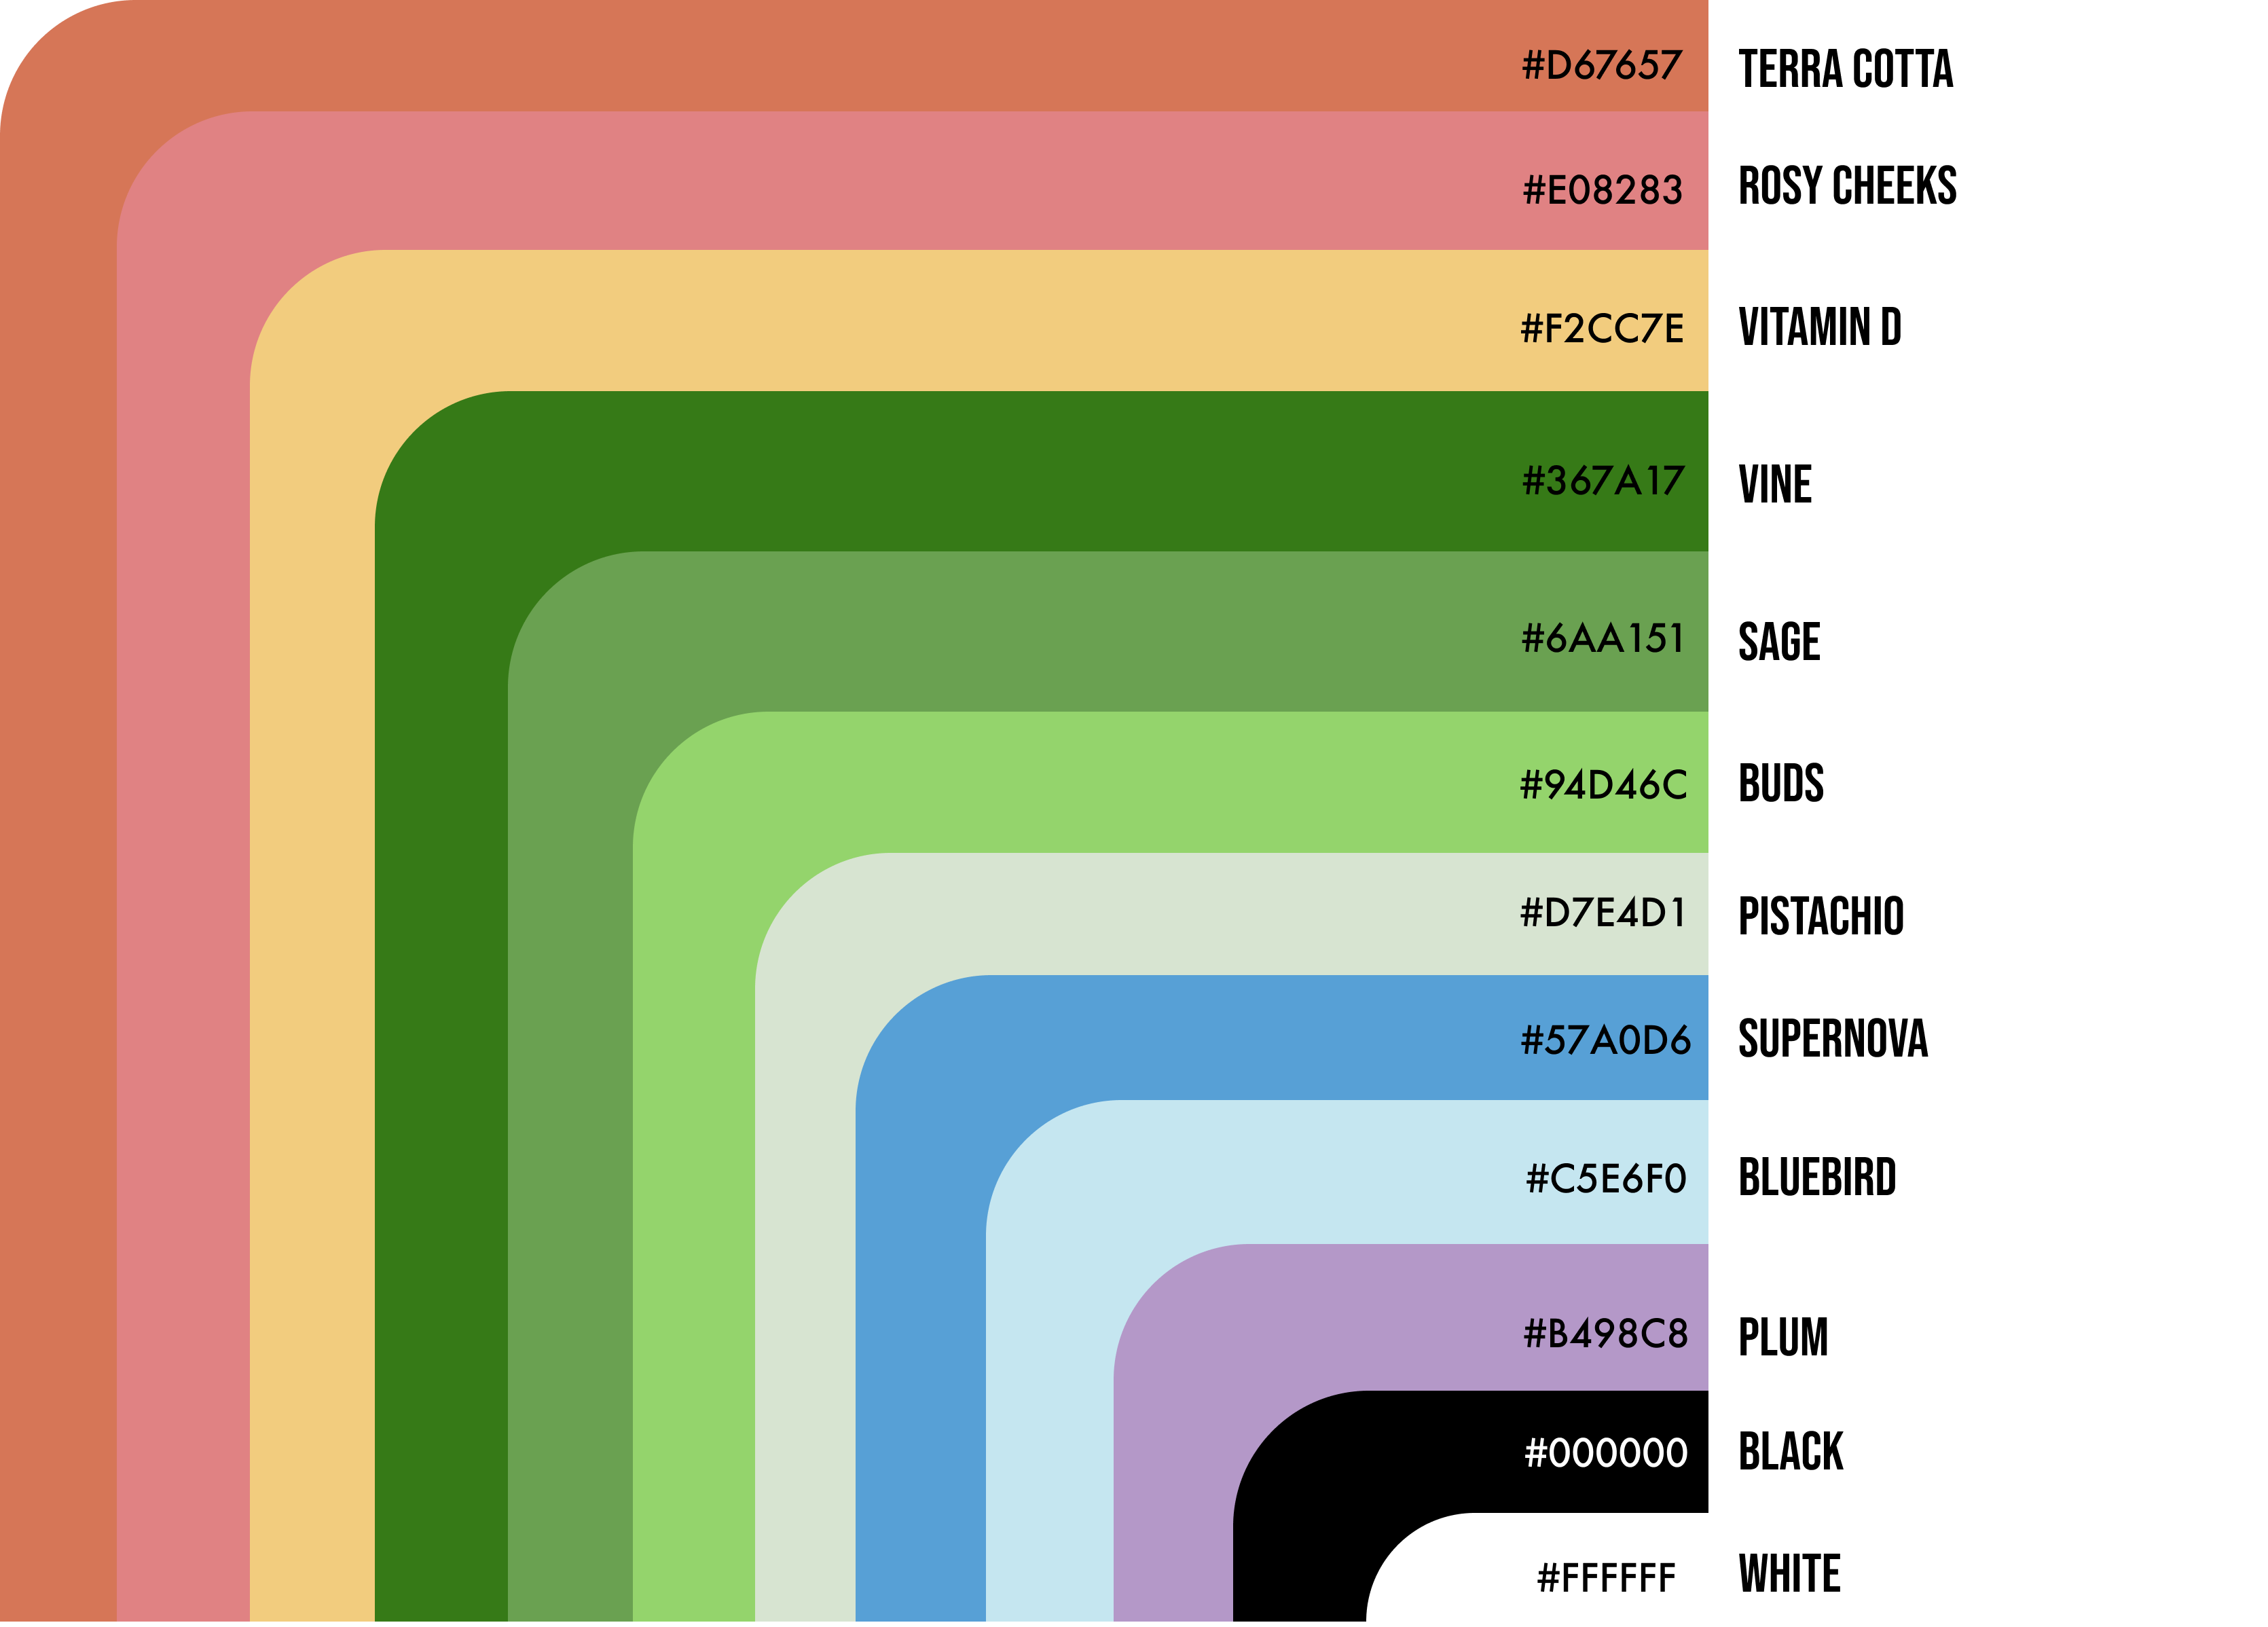 #D67657 TERRA COTTA
#E08283 ROSY CHEEKS
#F2CC7E VITAMIN D
#367A17 VINE
#6AA151 SAGE
#94D46C BUDS
#D7E4D1 PISTACHIO
#57A0D6 SUPERNOVA
#C5E6F0 BLUEBIRD
#B498C8 PLUM
#000000 BLACK
#FFFFFF WHITE